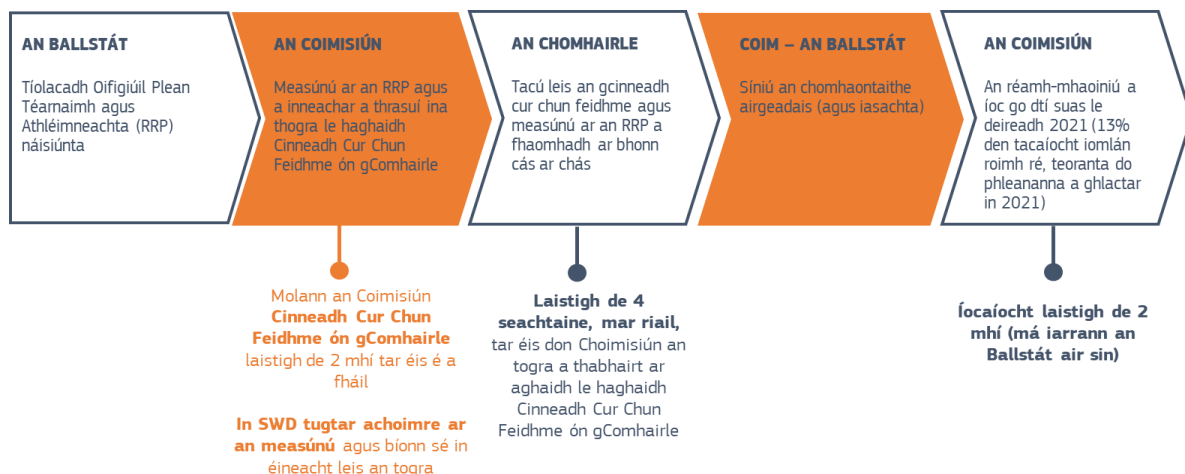 AN BALLSTÁT
Tíolacadh Oifigiúil Plean
Téarnaimh agus
Athléimneachta (RRP)
náisiúnta
AN COIMISIÚN
Measúnú ar an RRP agus
a inneachar a thrasuí ina
thogra le haghaidh
Cinneadh Cur Chun
Feidhme ón gComhairle
AN CHOMHAIRLE
Tacú leis an gcinneadh
cur chun feidhme agus
measúnú ar an RRP a
fhaomhadh ar bhonn
cás ar chás
COIM – AN BALLSTÁT
Síniú an chomhaontaithe
airgeadais (agus iasachta)
AN COIMISIÚN
An réamh-mhaoiniú a
íoc go dtí suas le
deireadh 2021 (13%
den tacaíocht iomlán
roimh ré, teoranta do
phleananna a ghlactar
in 2021)
Molann an Coimisiún
Cinneadh Cur Chun
Feidhme ón gComhairle
laistigh de 2 mhí tar éis é a
fháil
In SWD tugtar achoimre ar
an measúnú agus bíonn sé in
éineacht leis an togra
Laistigh de 4
seachtaine, mar riail,
tar éis don Choimisiún an
togra a thabhairt ar
aghaidh le haghaidh
Cinneadh Cur Chun
Feidhme ón gComhairle
Íocaíocht laistigh de 2
mhí (má iarrann an
Ballstát air sin)